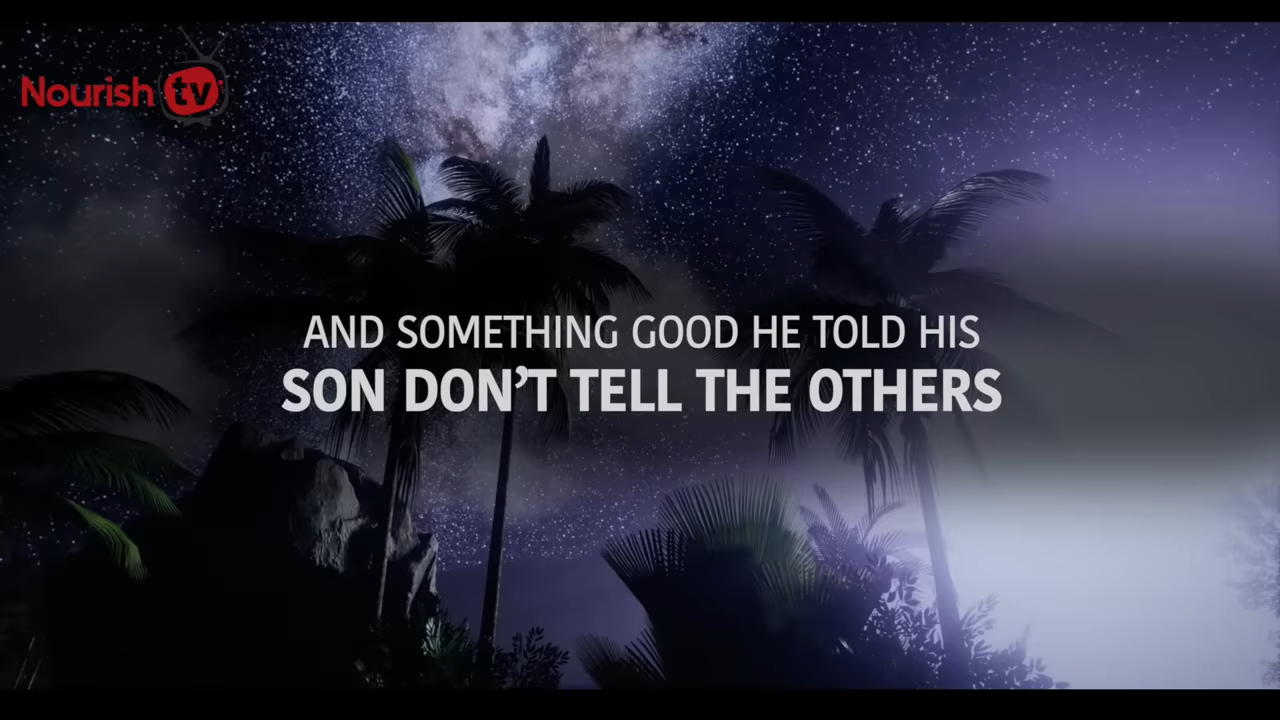 Nourish tv
AND SOMETHING GOOD HE TOLD HIS
SON DON’T TELL THE OTHERS